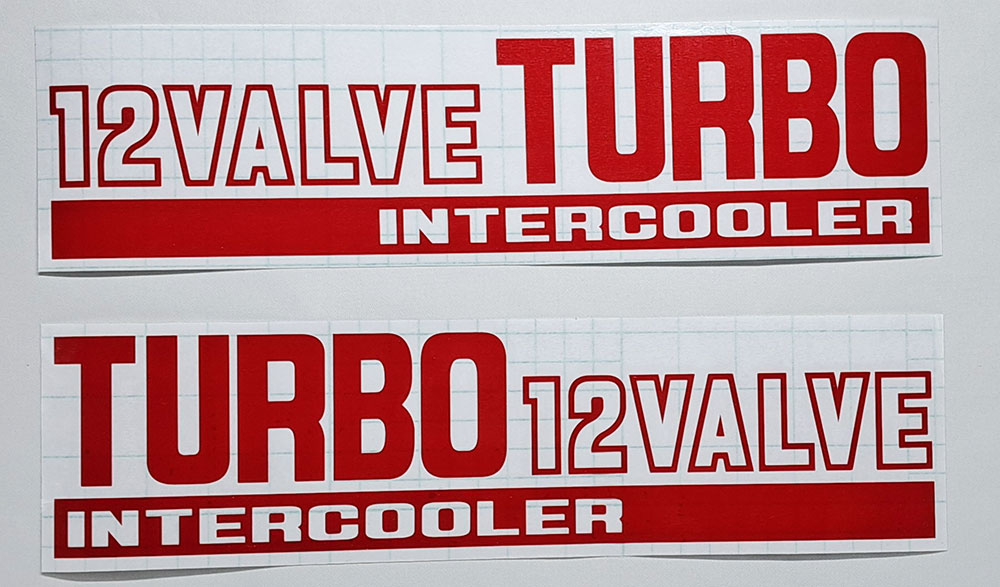 12VALVE TURBO
INTERCOOLER
TURBO 12VALVE
INTERCOOLER